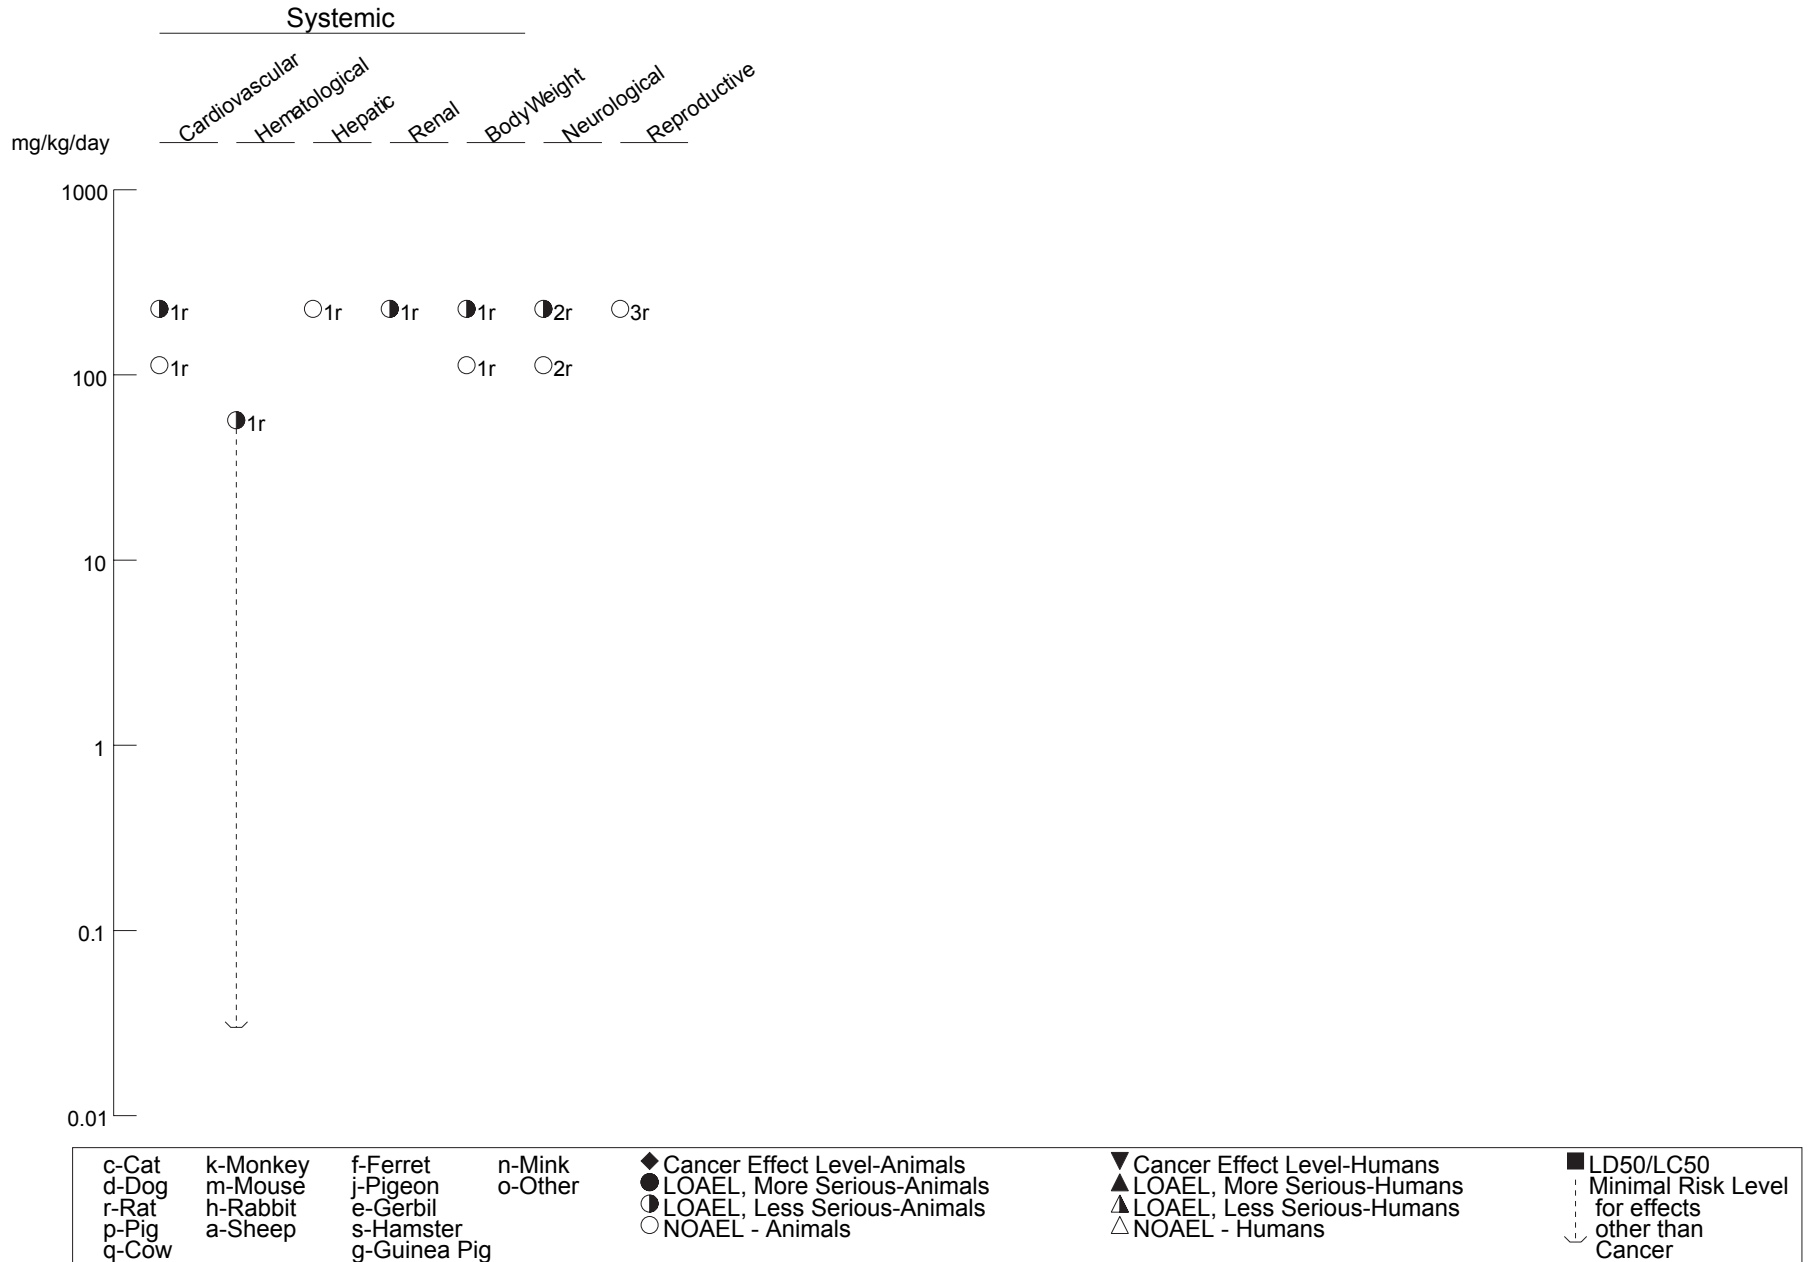 Systemic
Cardiovascular
Hematological
Hepatic
Renal
Body Weight
Neurological
Reproductive
mg/kg/day
1000
1r 1r 1r 1r 2r 3r
1r 1r 2r
100
1r
10
1
0.1
0.01
c-Cat k-Monkey f-Ferret n-Mink Cancer Effect Level-Animals Cancer Effect Level-Humans LD50/LC50
d-Dog m-Mouse j-Pigeon o-Other LOAEL, More Serious-Animals LOAEL, More Serious-Humans Minimal Risk Level
r-Rat h-Rabbit e-Gerbil LOAEL, Less Serious-Animals LOAEL, Less Serious-Humans for effects
p-Pig a-Sheep s-Hamster NOAEL - Animals NOAEL - Humans other than
q-Cow g-Guinea Pig Cancer